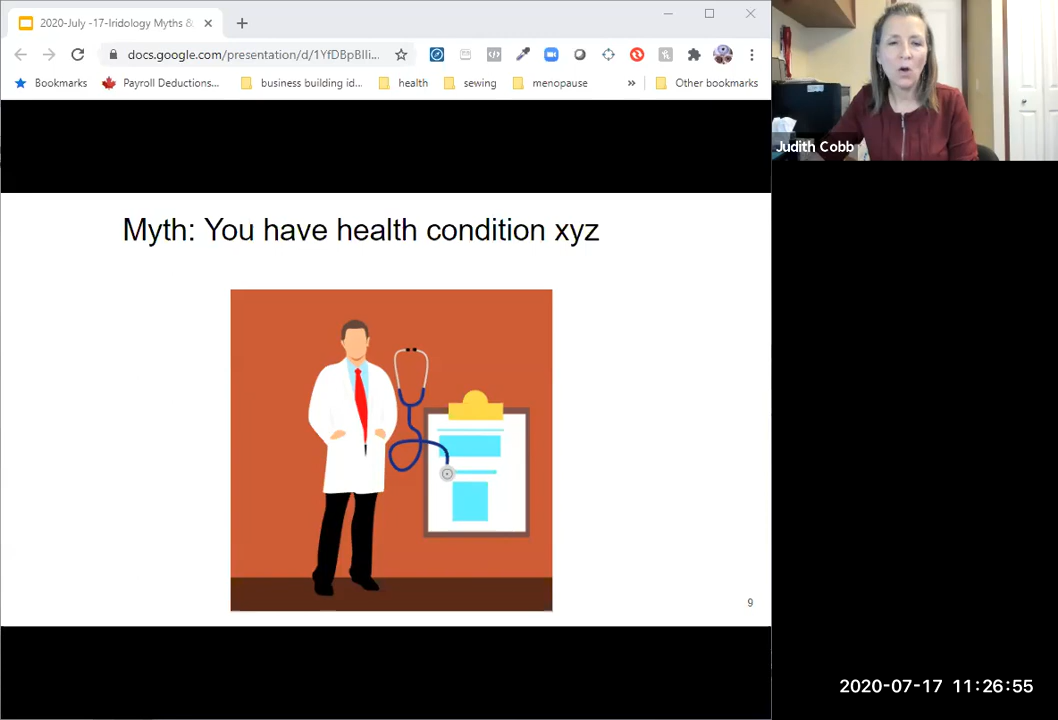 2020-July -17-Iridology Myths &
docs.google.com/presentation/d/1YfDBpBIIi...
Bookmarks
Payroll Deductions...
business building id...
health
sewing
menopause
»
Other bookmarks
Judith Cobb
Myth: You have health condition xyz
9
2020-07-17 11:26:55